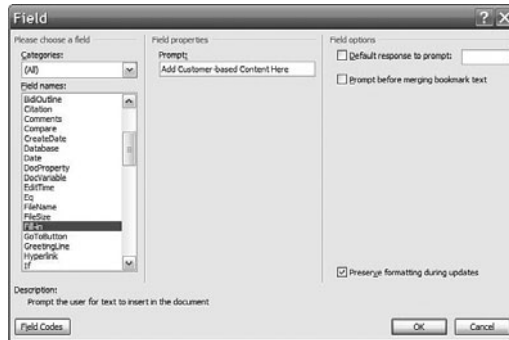 Field
Please choose a field
Categories:
(All)
Field names:
BidiOutline
Citation
Comments
Compare
CreateDate
Database
Date
DocProperty
DocVariable
EditTime
Eq
FileName
FileSize
Fill-in
GoToButton
GreetingLine
Hyperlink
If
Field properties
Prompt:
Add Customer-based Content Here
Field options
Default response to prompt:
Prompt before merging bookmark text
Preserve formatting during updates
Description:
Prompt the user for text to insert in the document
Field Codes
OK
Cancel